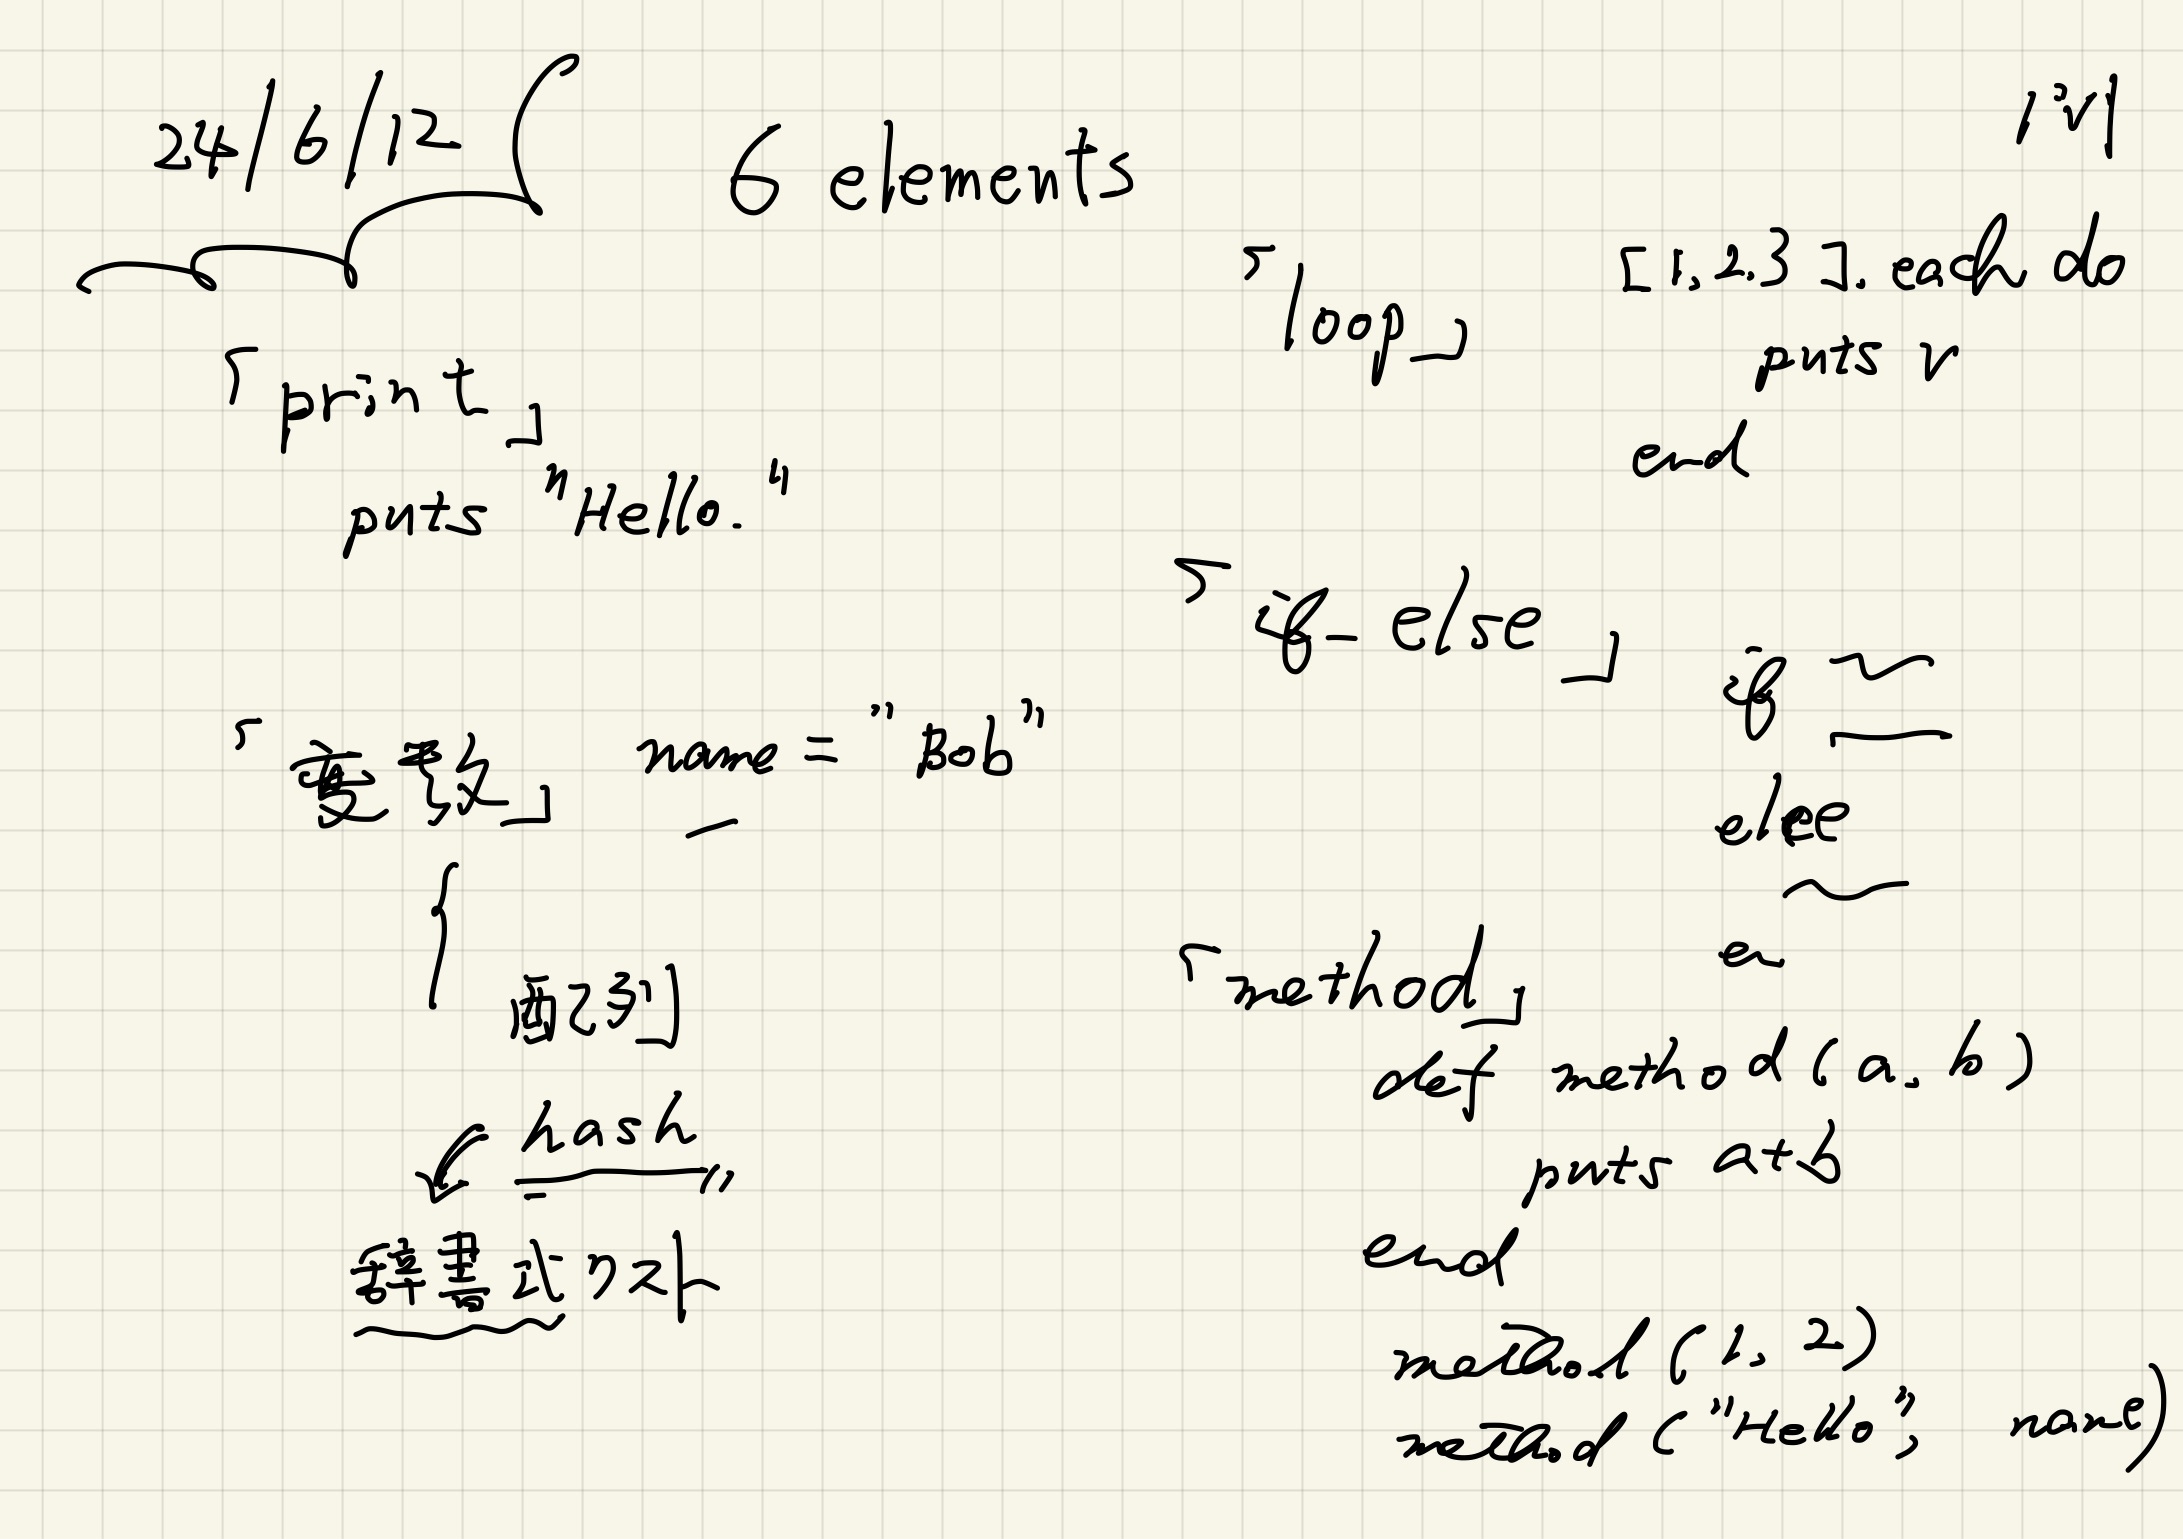 24/6/12
6 elements
「print」
puts "Hello."
「変数」 name = "Bob"
配列
hash
辞書式リスト
「loop」
|v|
[1,2,3].each do
puts v
end
「if-else」
if
else
en
「method」
def method(a, b)
puts a+b
end
method(1, 2)
method("Hello", name)